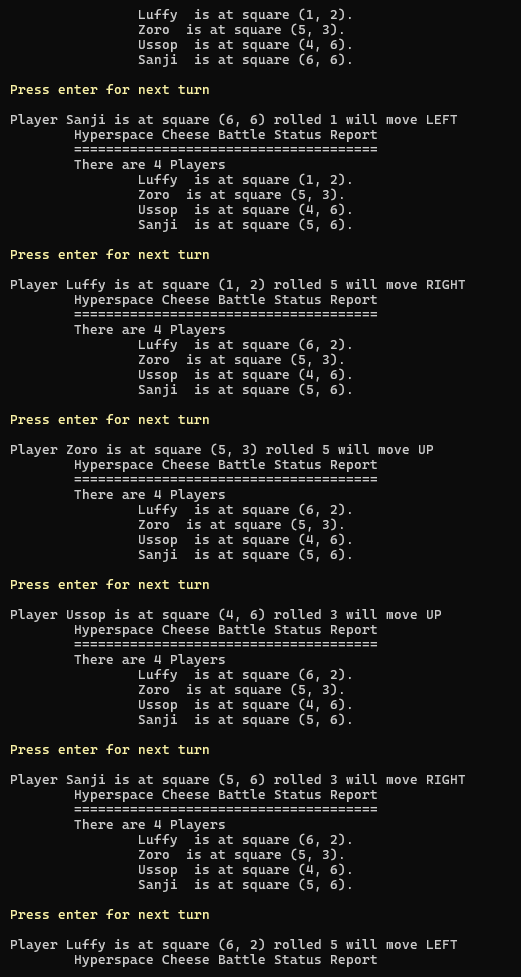 Luffy  is at square (1, 2).
Zoro  is at square (5, 3).
Ussop  is at square (4, 6).
Sanji  is at square (6, 6).
Press enter for next turn
Player Sanji is at square (6, 6) rolled 1 will move LEFT
Hyperspace Cheese Battle Status Report
======================================
There are 4 Players
Luffy  is at square (1, 2).
Zoro  is at square (5, 3).
Ussop  is at square (4, 6).
Sanji  is at square (5, 6).
Press enter for next turn
Player Luffy is at square (1, 2) rolled 5 will move RIGHT
Hyperspace Cheese Battle Status Report
======================================
There are 4 Players
Luffy  is at square (6, 2).
Zoro  is at square (5, 3).
Ussop  is at square (4, 6).
Sanji  is at square (5, 6).
Press enter for next turn
Player Zoro is at square (5, 3) rolled 5 will move UP
Hyperspace Cheese Battle Status Report
======================================
There are 4 Players
Luffy  is at square (6, 2).
Zoro  is at square (5, 3).
Ussop  is at square (4, 6).
Sanji  is at square (5, 6).
Press enter for next turn
Player Ussop is at square (4, 6) rolled 3 will move UP
Hyperspace Cheese Battle Status Report
======================================
There are 4 Players
Luffy  is at square (6, 2).
Zoro  is at square (5, 3).
Ussop  is at square (4, 6).
Sanji  is at square (5, 6).
Press enter for next turn
Player Sanji is at square (5, 6) rolled 3 will move RIGHT
Hyperspace Cheese Battle Status Report
======================================
There are 4 Players
Luffy  is at square (6, 2).
Zoro  is at square (5, 3).
Ussop  is at square (4, 6).
Sanji  is at square (5, 6).
Press enter for next turn
Player Luffy is at square (6, 2) rolled 5 will move LEFT
Hyperspace Cheese Battle Status Report